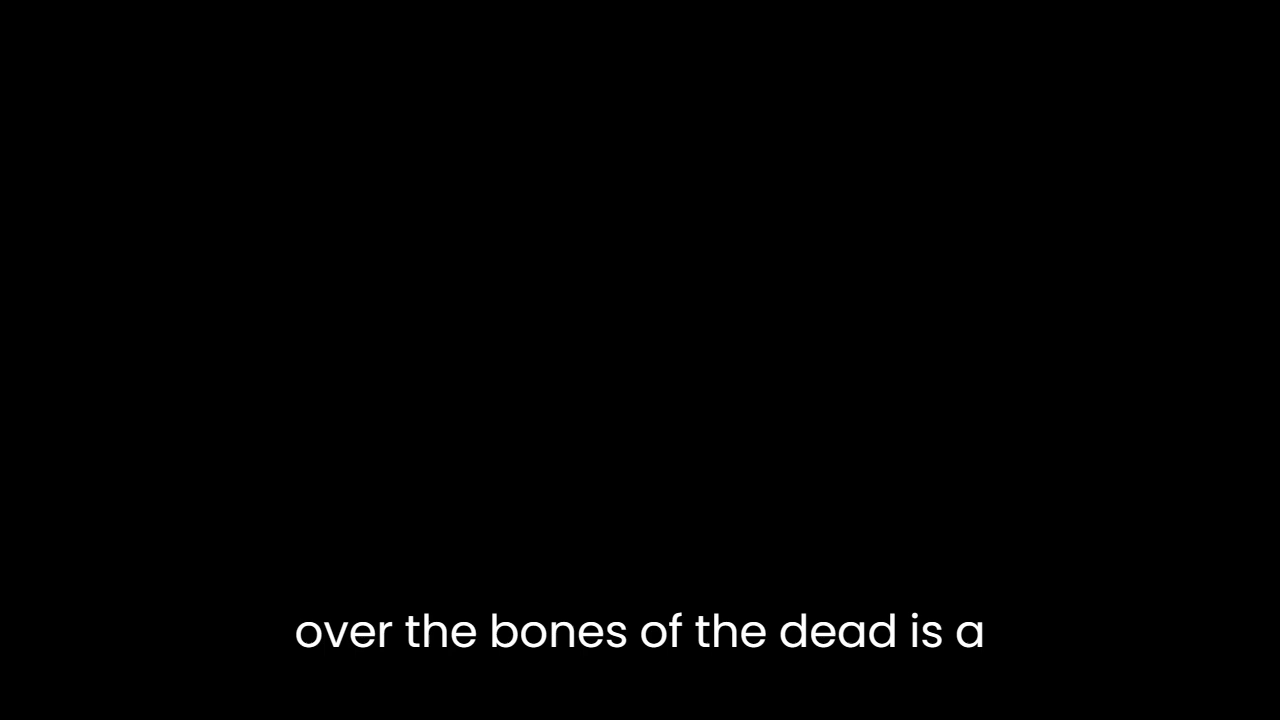 over the bones of the dead is a